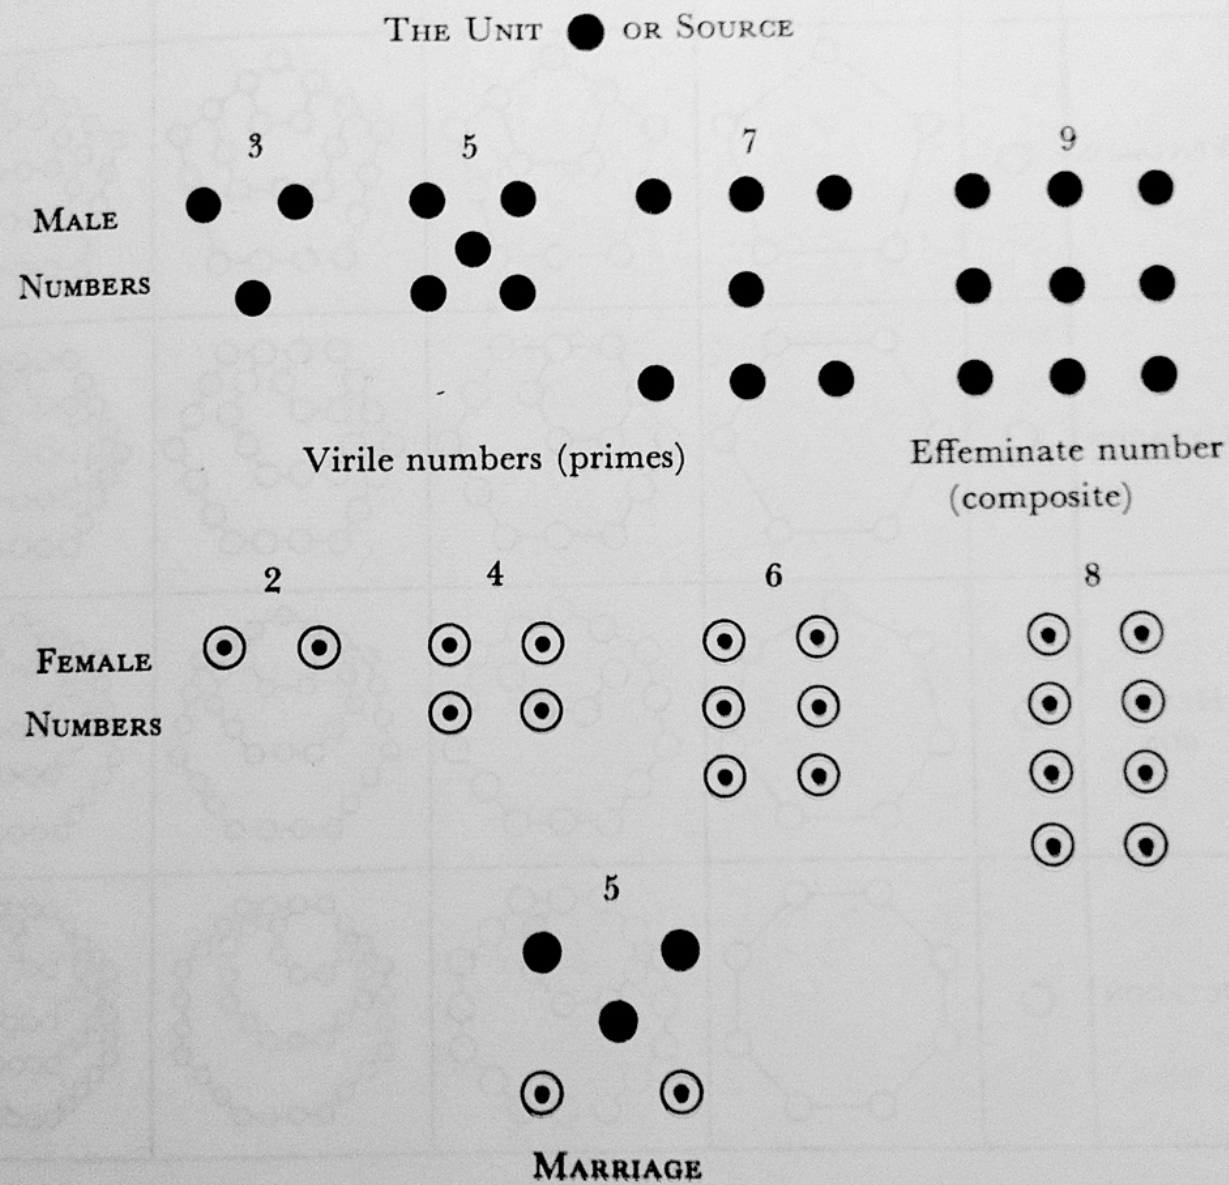 THE UNIT OR SOURCE
3 5 7 9
MALE
NUMBERS
Virile numbers (primes)
Effeminate number
(composite)
2 4 6 8
FEMALE
NUMBERS
5
MARRIAGE